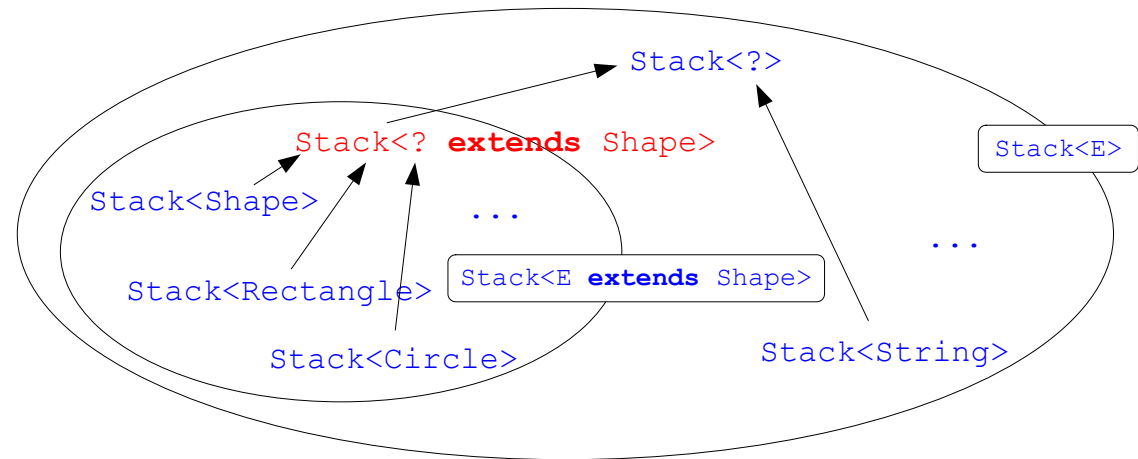 Stack<?>
Stack<? extends Shape>
Stack<E>
Stack<Shape>
...
...
Stack<E extends Shape>
Stack<Rectangle>
Stack<Circle>
Stack<String>